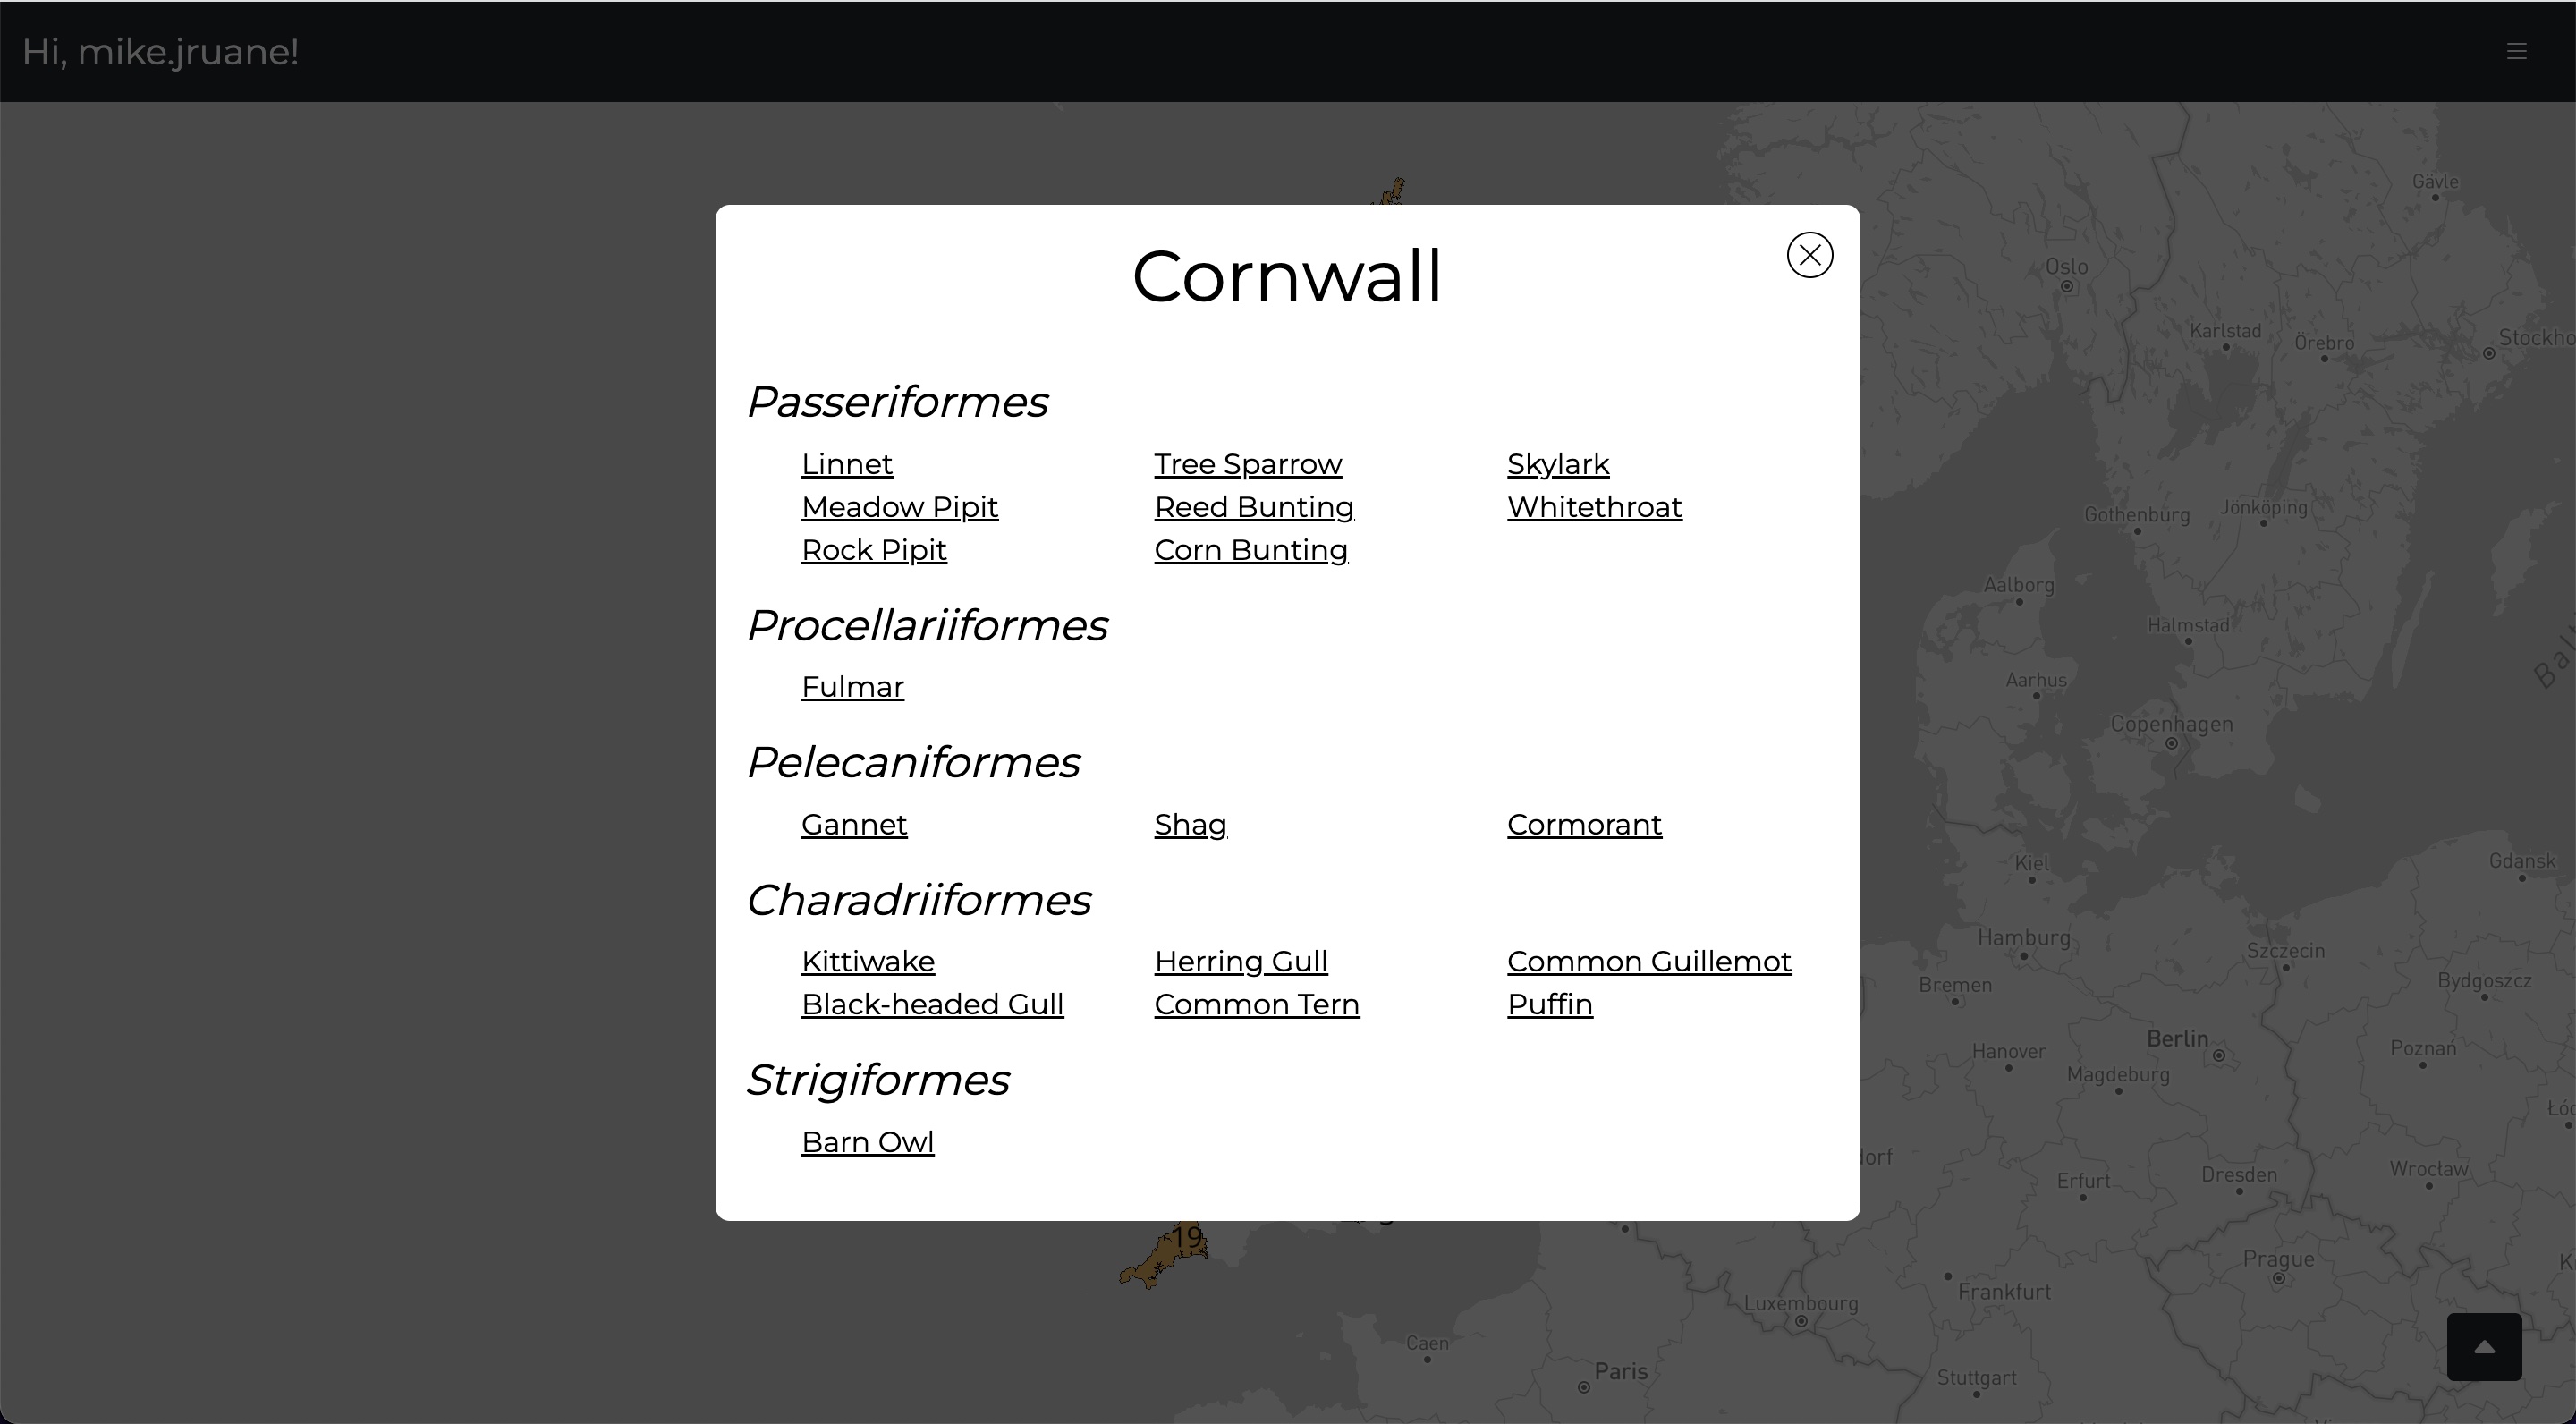 Hi, mike.jruane!
Cornwall
Passeriformes
Linnet Tree Sparrow Skylark
Meadow Pipit Reed Bunting Whitethroat
Rock Pipit Corn Bunting
Procellariiformes
Fulmar
Pelecaniformes
Gannet Shag Cormorant
Charadriiformes
Kittiwake Herring Gull Common Guillemot
Black-headed Gull Common Tern Puffin
Strigiformes
Barn Owl
19
Gävle
Oslo
Karlstad
Örebro
Gothenburg
Jönköping
Aalborg
Halmstad
Aarhus
Copenhagen
Kiel
Gdansk
Hamburg
Szczecin
Bydgoszcz
Bremen
Berlin
Hanover
Poznań
Magdeburg
Erfurt
Dresden
Wrocław
Prague
Frankfurt
Luxembourg
Caen
Paris
Stuttgart